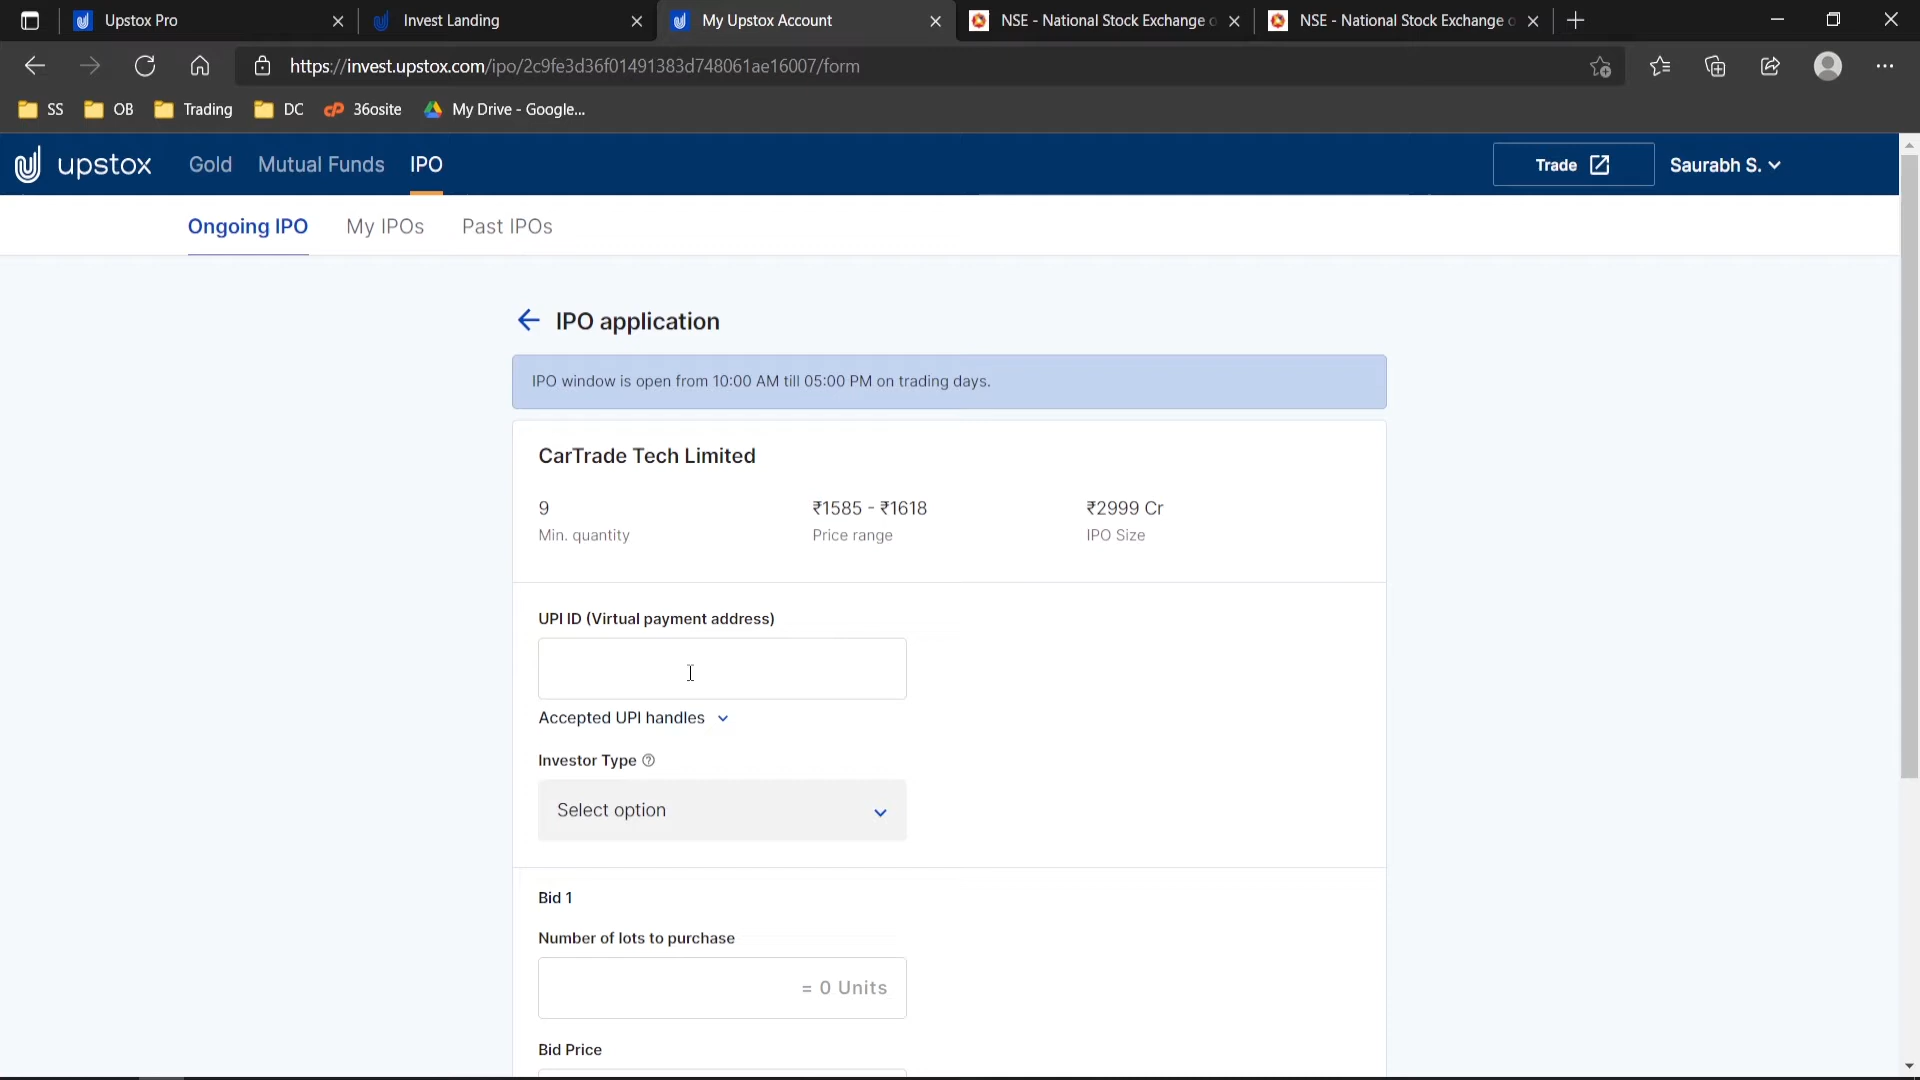 Upstox Pro
Invest Landing
My Upstox Account
NSE - National Stock Exchange o
NSE - National Stock Exchange o
https://invest.upstox.com/ipo/2c9fe3d36f01491383d748061ae16007/form
SS
OB
Trading
DC
cP 36osite
My Drive - Google...
upstox
Gold
Mutual Funds
IPO
Trade
Saurabh S.
Ongoing IPO
My IPOs
Past IPOs
IPO application
IPO window is open from 10:00 AM till 05:00 PM on trading days.
CarTrade Tech Limited
9
₹1585 - ₹1618
₹2999 Cr
Min. quantity
Price range
IPO Size
UPI ID (Virtual payment address)
Accepted UPI handles
Investor Type
Select option
Bid 1
Number of lots to purchase
= 0 Units
Bid Price